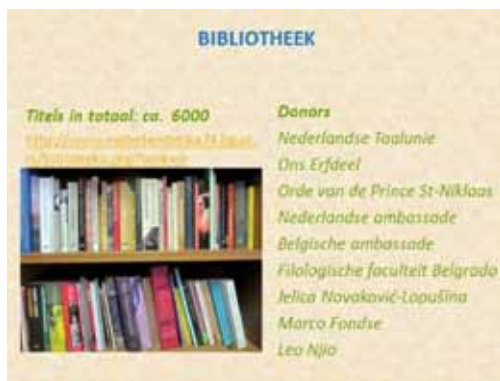 BIBLIOTHEEK
Titels in totaal: ca. 6000
Donors
Nederlandse Taalunie
Ons Erfdeel
Orde van de Prince St-Niklaas
Nederlandse ambassade
Belgische ambassade
Filologische faculteit Belgrado
Jelica Novaković-Lopušina
Marco Fondse
Leo Njio